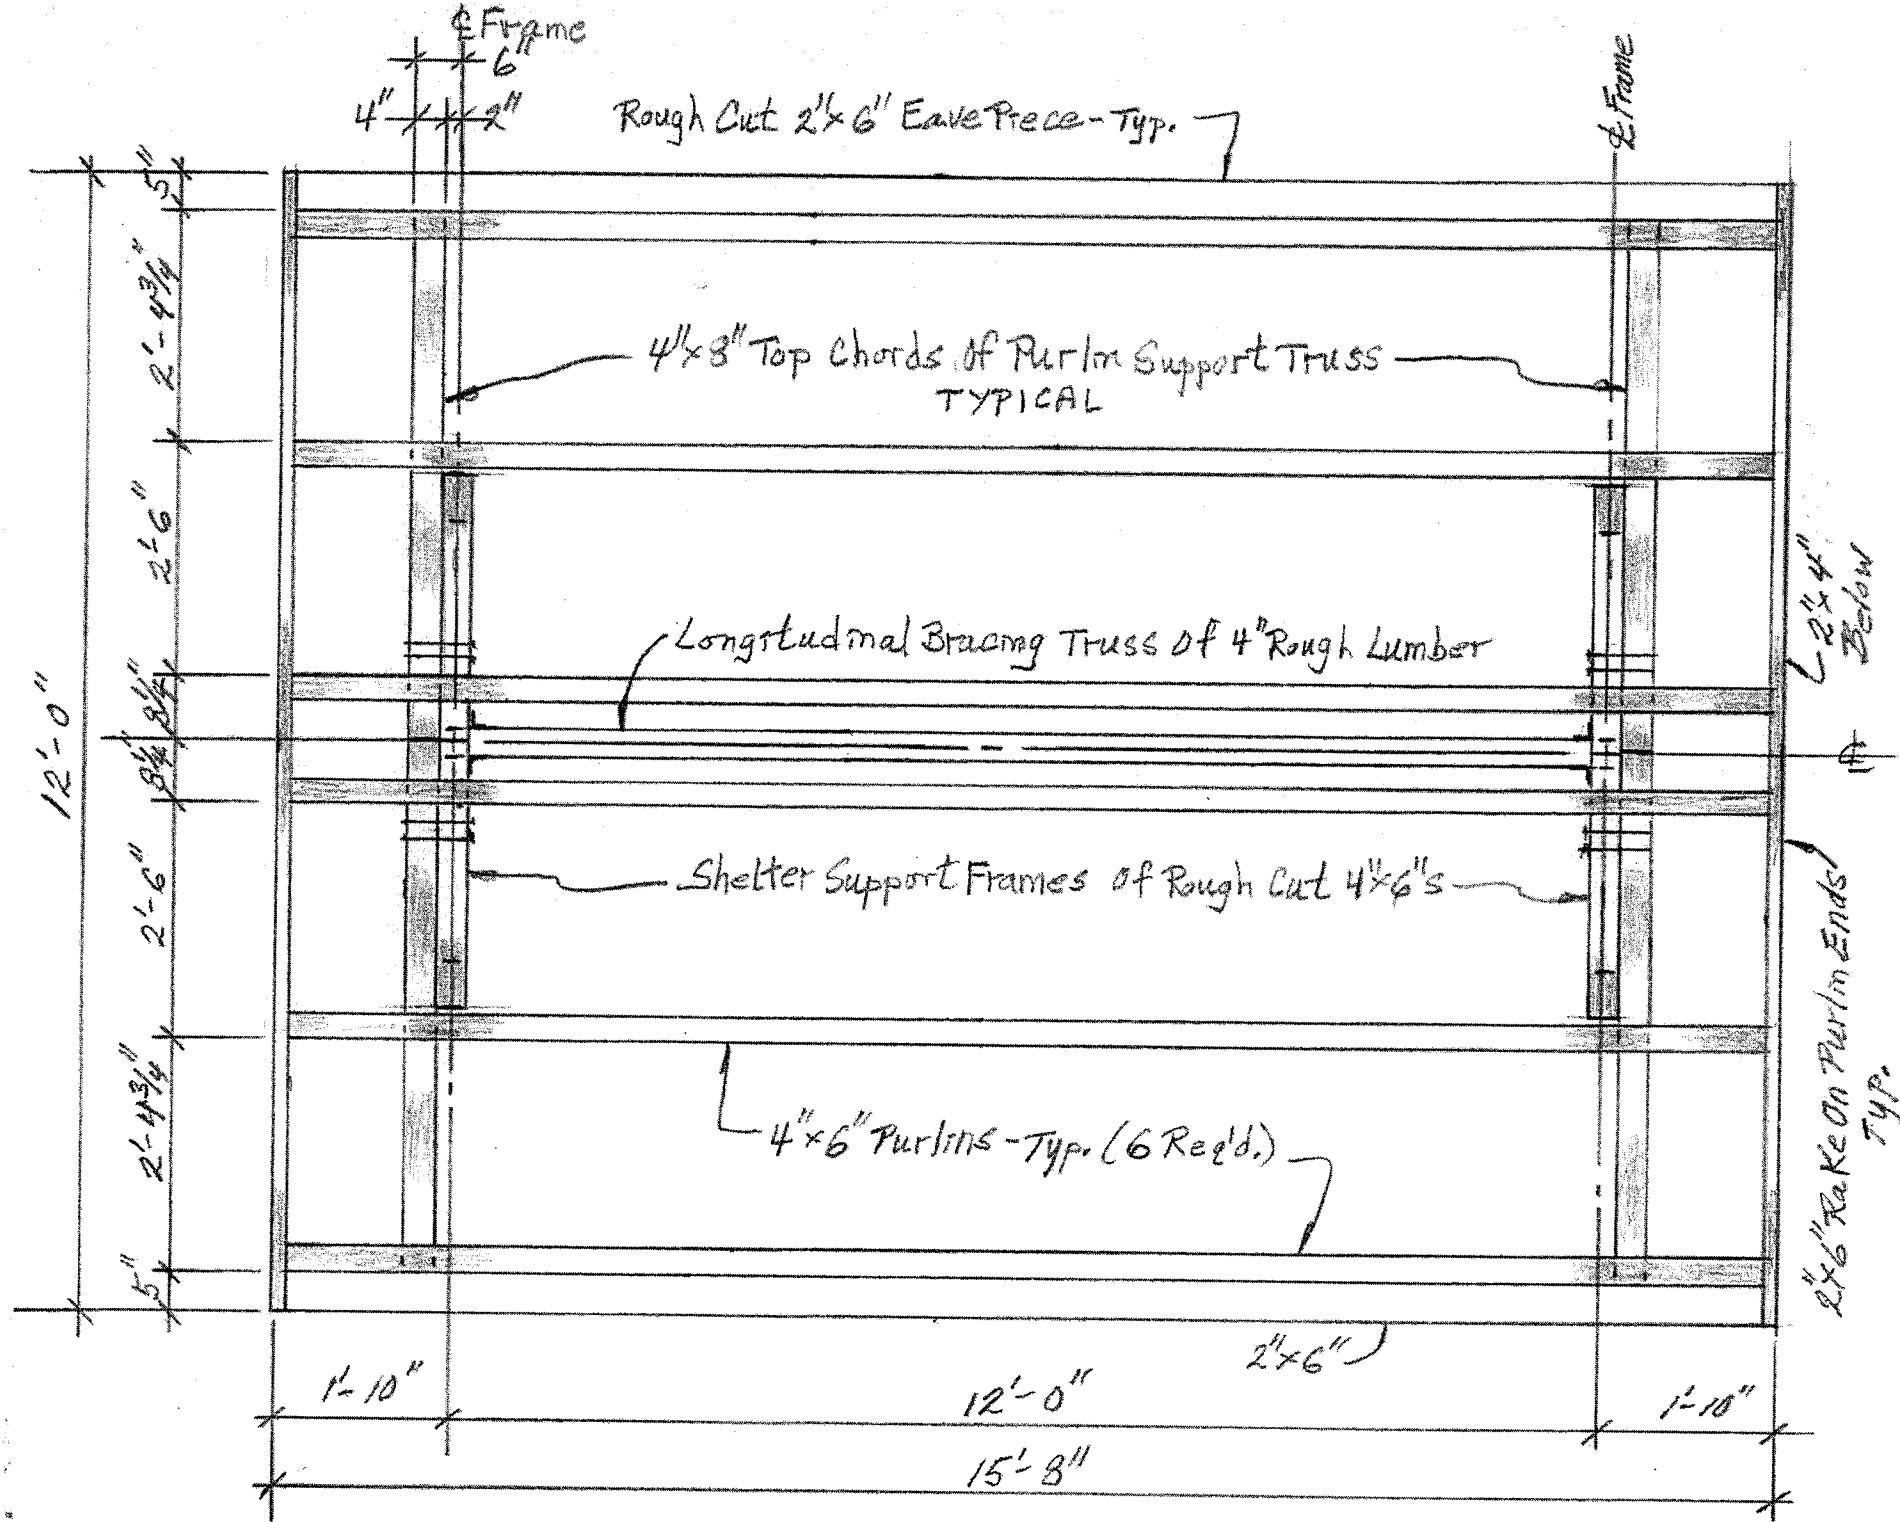 ℄ Frame
6"
4" 2"
℄ Frame
Rough Cut 2"x6" Eave Piece-Typ.
5"
2'-4¾"
4"x8" Top Chords Of Purlin Support Truss
TYPICAL
2'-6"
2"x4"
Below
Longitudinal Bracing Truss Of 4" Rough Lumber
8¼"
12'-0"
8¼"
℄
2'-6"
Shelter Support Frames Of Rough Cut 4"x6"s
2'-4¾"
4"x6" Purlins-Typ. (6 Req'd.)
2"x6" Rake On Purlin Ends
Typ.
5"
2"x6"
1'-10"
12'-0"
1'-10"
15'-8"